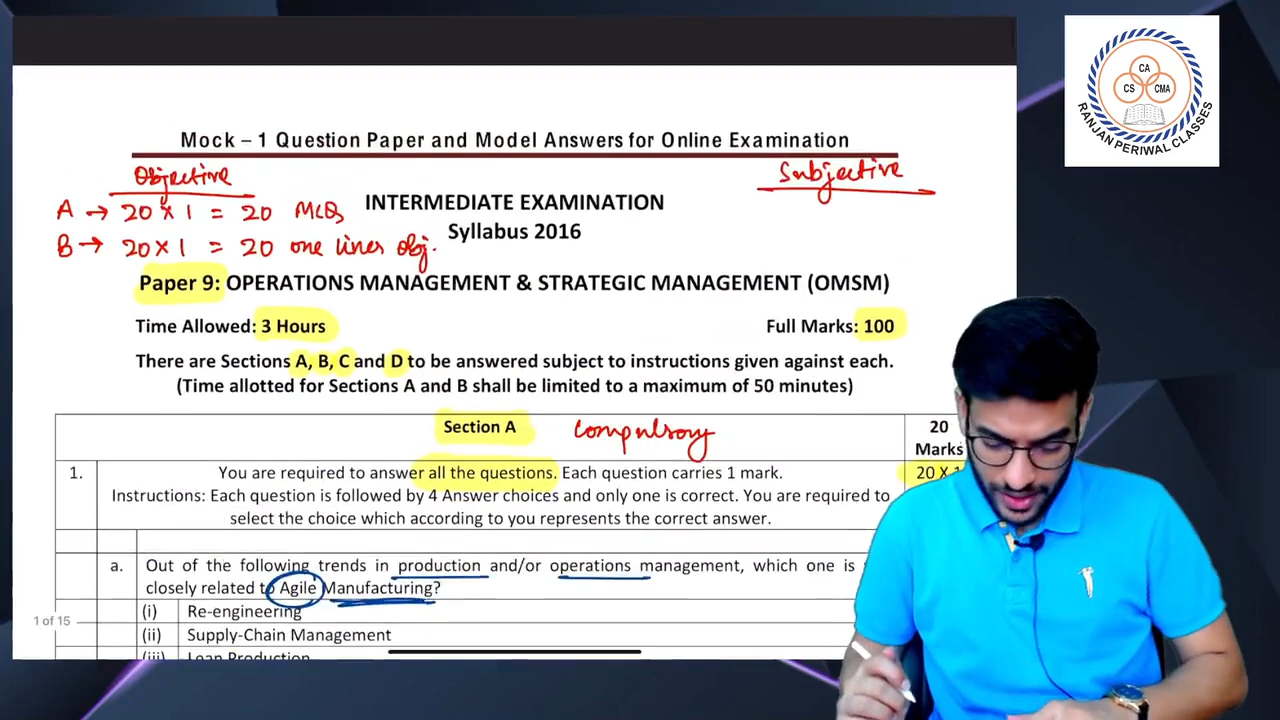 Mock – 1 Question Paper and Model Answers for Online Examination
Objective
Subjective
A → 20 x 1 = 20 MCQs
INTERMEDIATE EXAMINATION
Syllabus 2016
B → 20 x 1 = 20 one liners obj.
Paper 9: OPERATIONS MANAGEMENT & STRATEGIC MANAGEMENT (OMSM)
Time Allowed: 3 Hours
Full Marks: 100
There are Sections A, B, C and D to be answered subject to instructions given against each.
(Time allotted for Sections A and B shall be limited to a maximum of 50 minutes)
Section A
Compulsory
20
Marks
1.
You are required to answer all the questions. Each question carries 1 mark.
20 X 1
Instructions: Each question is followed by 4 Answer choices and only one is correct. You are required to
select the choice which according to you represents the correct answer.
a.
Out of the following trends in production and/or operations management, which one is
closely related to Agile Manufacturing?
(i) Re-engineering
(ii) Supply-Chain Management
(iii) Lean Production
1 of 15
CA
CS
CMA
RANJAN PERIWAL CLASSES